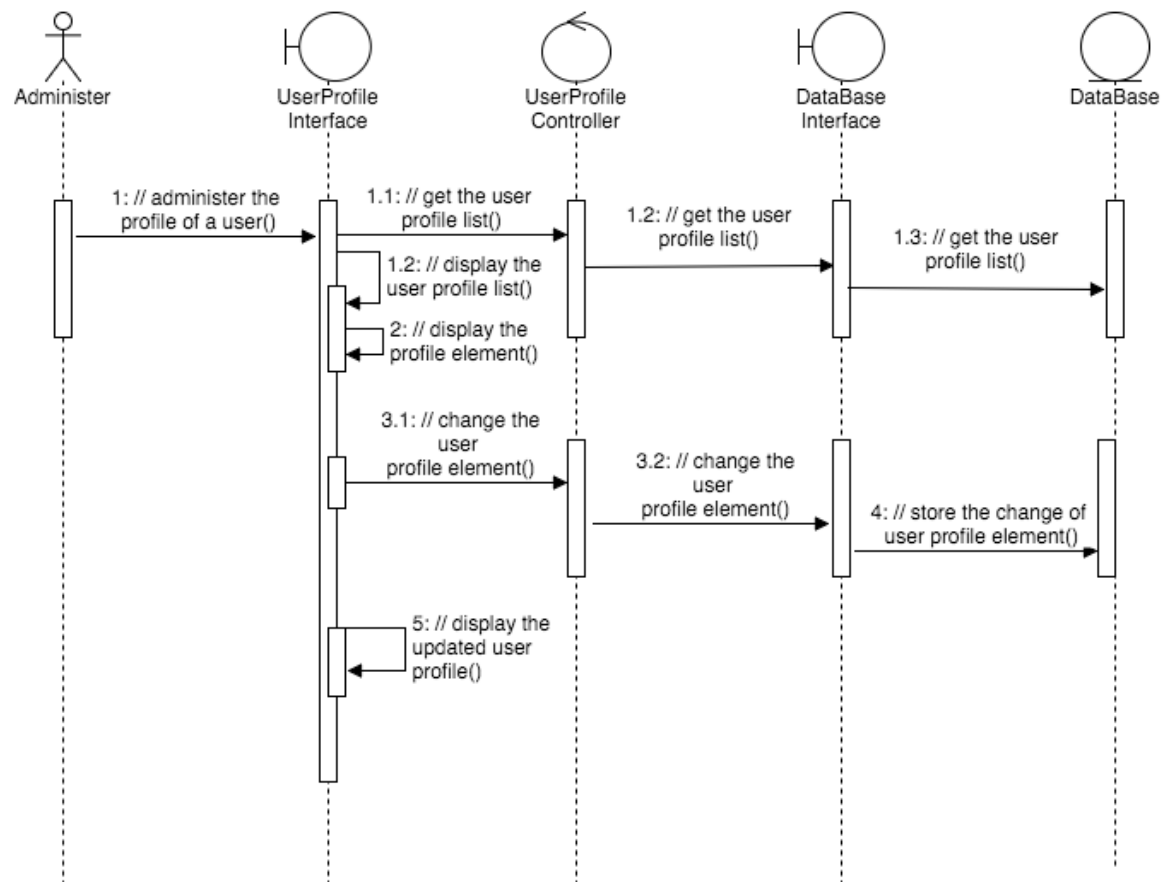 Administer
UserProfile
Interface
UserProfile
Controller
DataBase
Interface
DataBase
1: // administer the
profile of a user()
1.1: // get the user
profile list()
1.2: // get the user
profile list()
1.3: // get the user
profile list()
1.2: // display the
user profile list()
2: // display the
profile element()
3.1: // change the
user
profile element()
3.2: // change the
user
profile element()
4: // store the change of
user profile element()
5: // display the
updated user
profile()